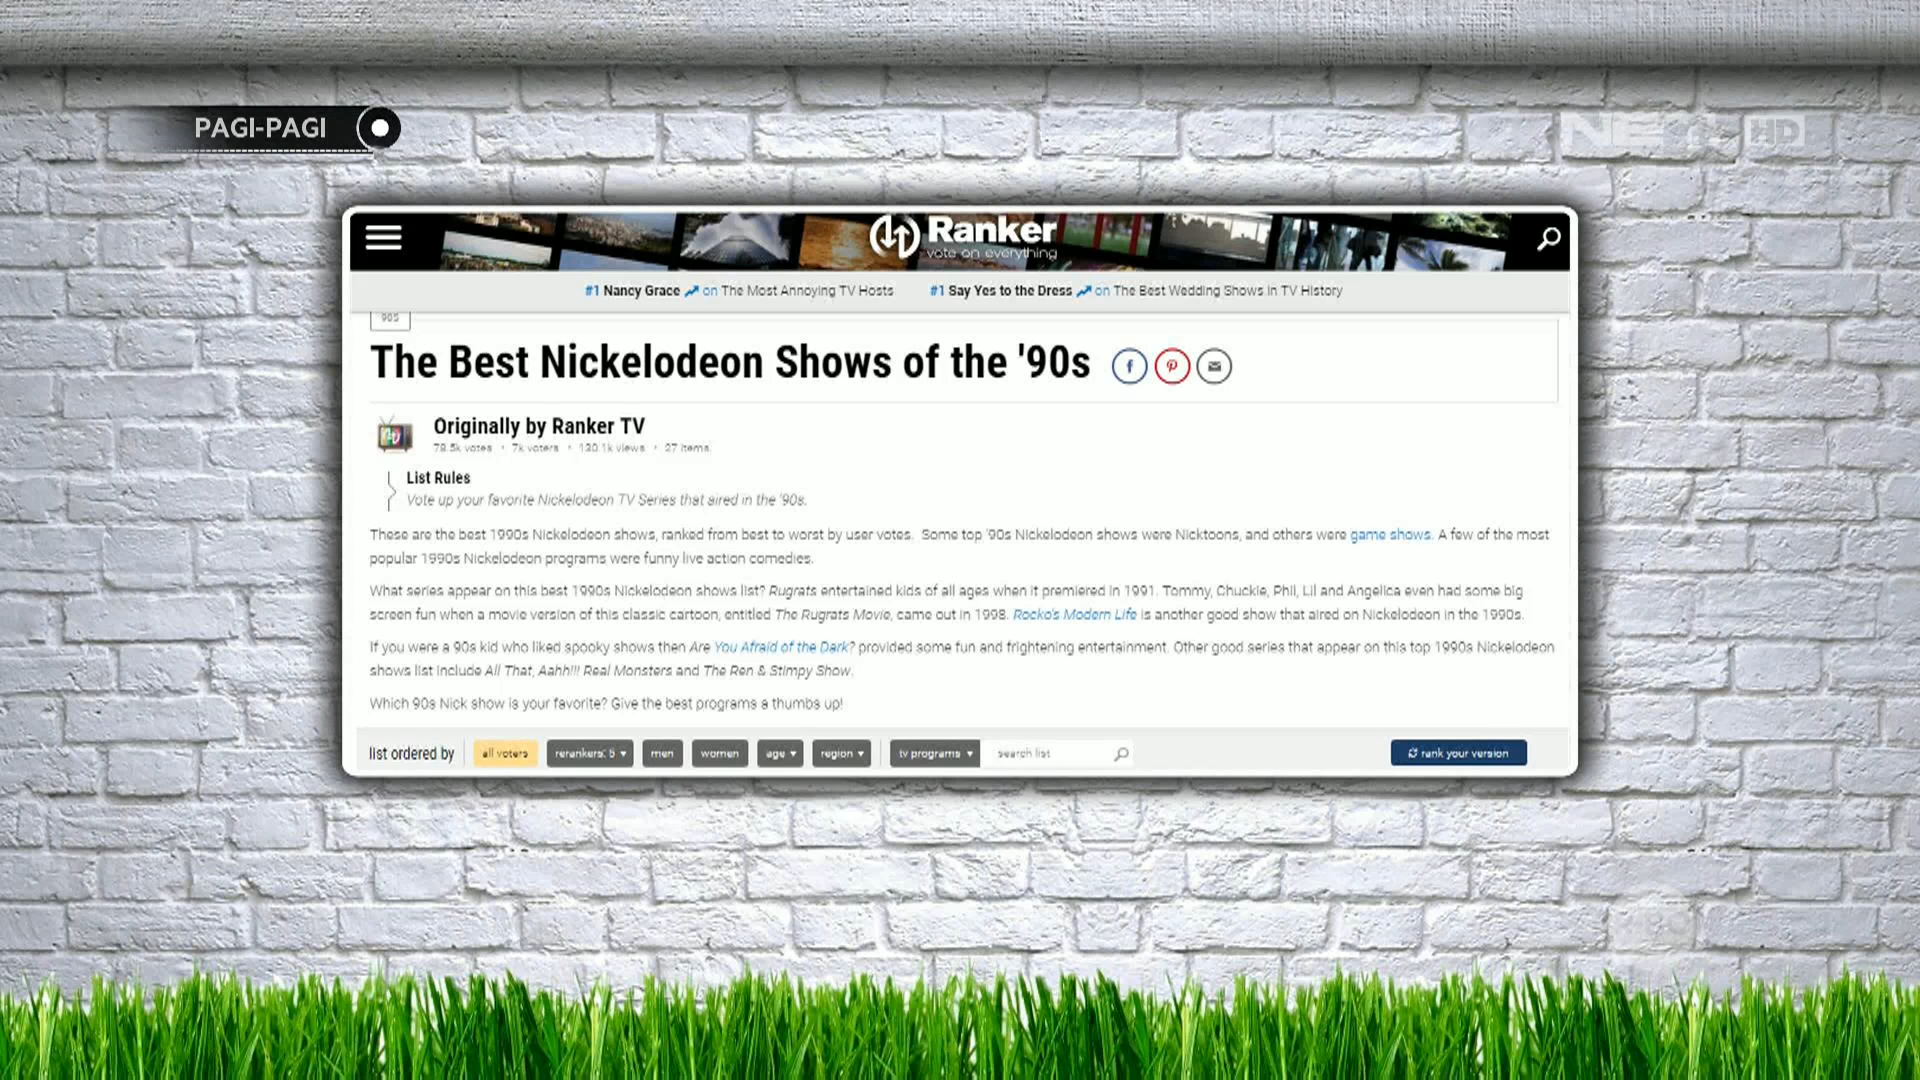 PAGI-PAGI
HD
Ranker
vote on everything
#1 Nancy Grace on The Most Annoying TV Hosts #1 Say Yes to the Dress on The Best Wedding Shows in TV History
90S
The Best Nickelodeon Shows of the '90s
Originally by Ranker TV
List Rules
Vote up your favorite Nickelodeon TV Series that aired in the '90s.
These are the best 1990s Nickelodeon shows, ranked from best to worst by user votes. Some top '90s Nickelodeon shows were Nicktoons, and others were game shows. A few of the most
popular 1990s Nickelodeon programs were funny live action comedies.
What series appear on this best 1990s Nickelodeon shows list? Rugrats entertained kids of all ages when it premiered in 1991. Tommy, Chuckie, Phil, Lil and Angelica even had some big
screen fun when a movie version of this classic cartoon, entitled The Rugrats Movie, came out in 1998. Rocko's Modern Life is another good show that aired on Nickelodeon in the 1990s.
If you were a 90s kid who liked spooky shows then Are You Afraid of the Dark? provided some fun and frightening entertainment. Other good series that appear on this top 1990s Nickelodeon
shows list include All That, Aahh!!! Real Monsters and The Ren & Stimpy Show.
Which 90s Nick show is your favorite? Give the best programs a thumbs up!
list ordered by all voters rerankers: 5 men women age region tv programs search list rank your version